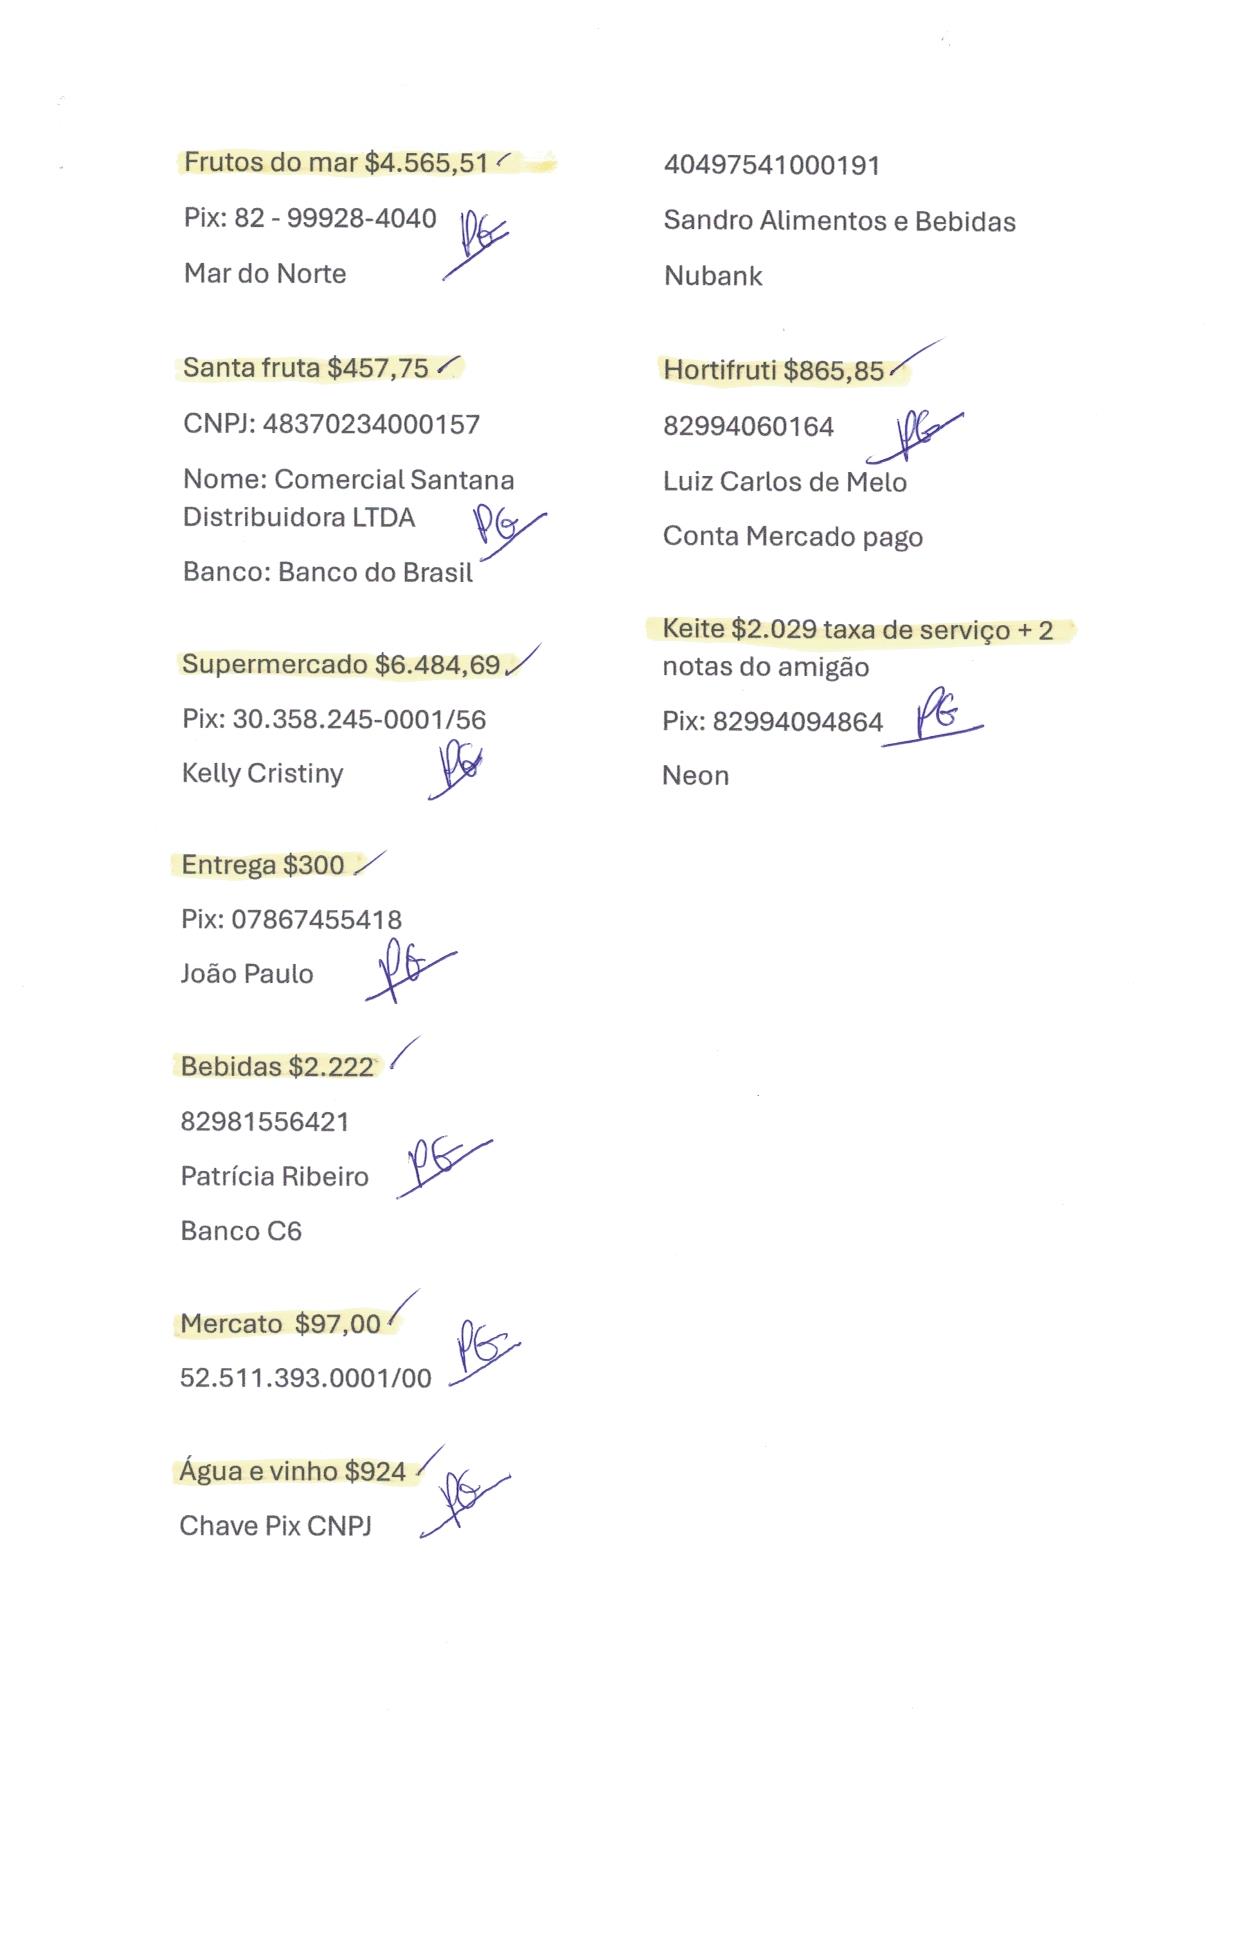 Frutos do mar $4.565,51
Pix: 82 - 99928-4040
PG
Mar do Norte
Santa fruta $457,75
CNPJ: 48370234000157
Nome: Comercial Santana
Distribuidora LTDA
PG
Banco: Banco do Brasil
Supermercado $6.484,69
Pix: 30.358.245-0001/56
Kelly Cristiny
PG
Entrega $300
Pix: 07867455418
João Paulo
PG
Bebidas $2.222
82981556421
Patrícia Ribeiro
PG
Banco C6
Mercato $97,00
PG
52.511.393.0001/00
Água e vinho $924
PG
Chave Pix CNPJ
40497541000191
Sandro Alimentos e Bebidas
Nubank
Hortifruti $865,85
82994060164
PG
Luiz Carlos de Melo
Conta Mercado pago
Keite $2.029 taxa de serviço + 2
notas do amigão
Pix: 82994094864
PG
Neon